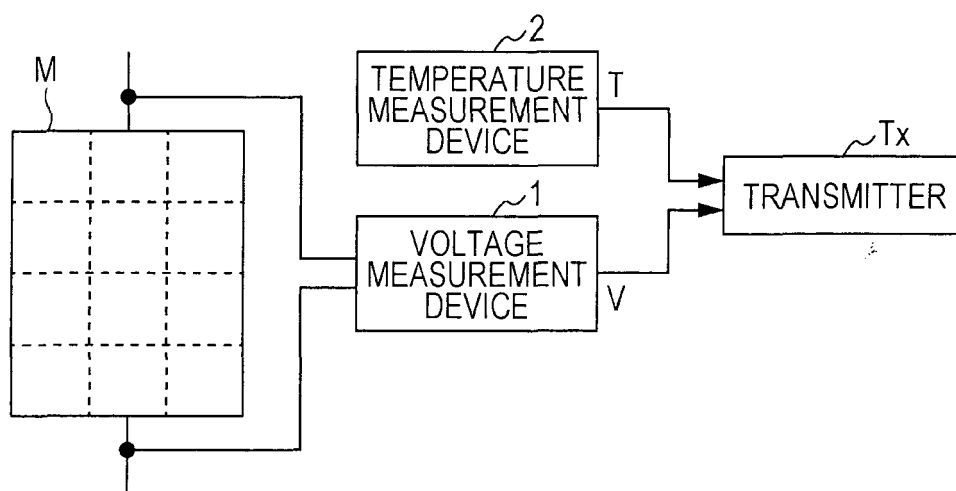 M
2
TEMPERATURE
MEASUREMENT
DEVICE
T
Tx
TRANSMITTER
1
VOLTAGE
MEASUREMENT
DEVICE
V